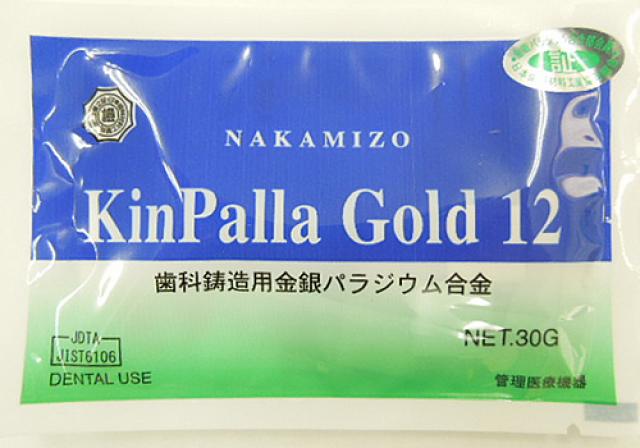 証
NAKAMIZO
KinPalla Gold 12
歯科鋳造用金銀パラジウム合金
JDTA
JIST6106
DENTAL USE
NET.30G
管理医療機器